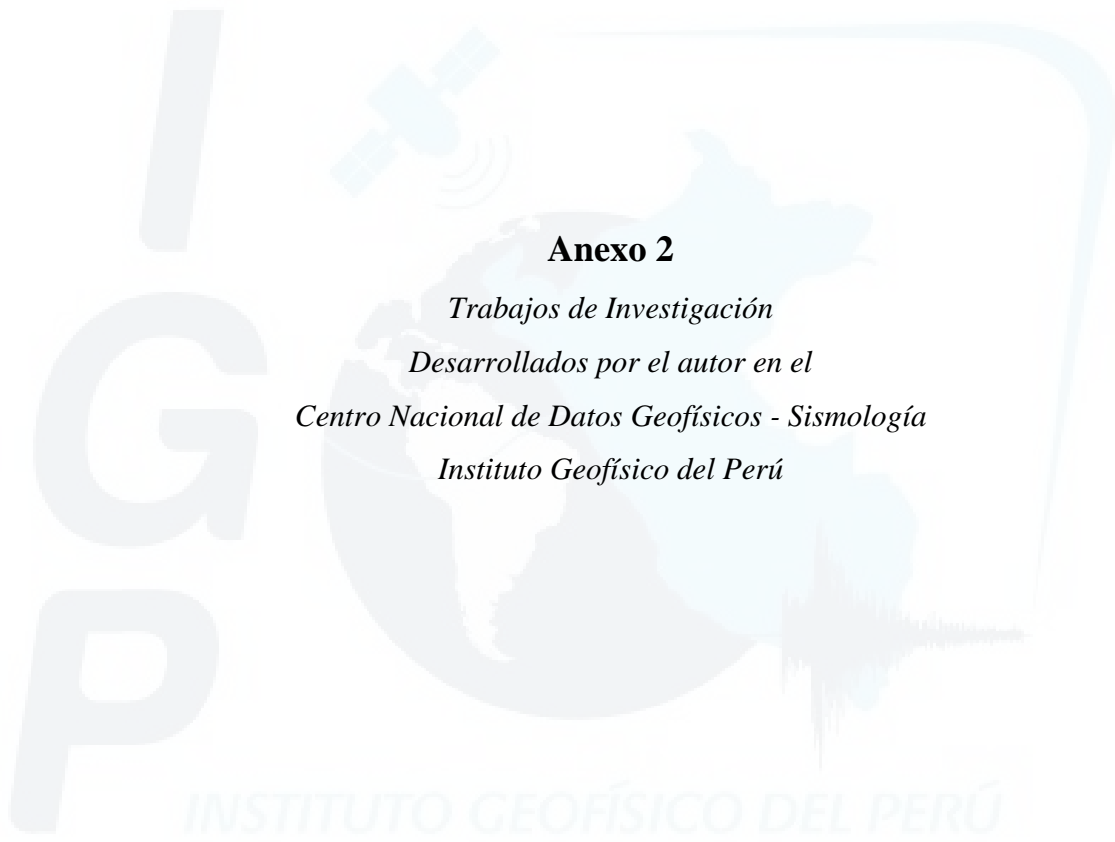 Anexo 2
Trabajos de Investigación
Desarrollados por el autor en el
Centro Nacional de Datos Geofísicos - Sismología
Instituto Geofísico del Perú
IGP
INSTITUTO GEOFÍSICO DEL PERÚ